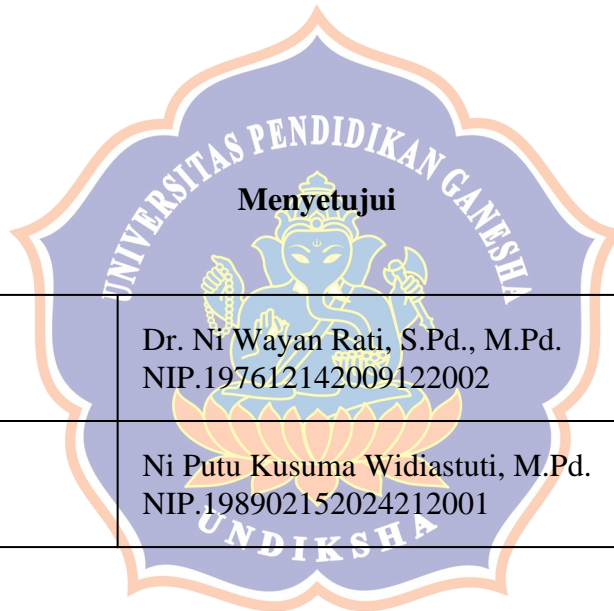 UNIVERSITAS PENDIDIKAN GANESHA
Menyetujui
Dr. Ni Wayan Rati, S.Pd., M.Pd.
NIP.197612142009122002
Ni Putu Kusuma Widiastuti, M.Pd.
NIP.198902152024212001
UNDIKSHA